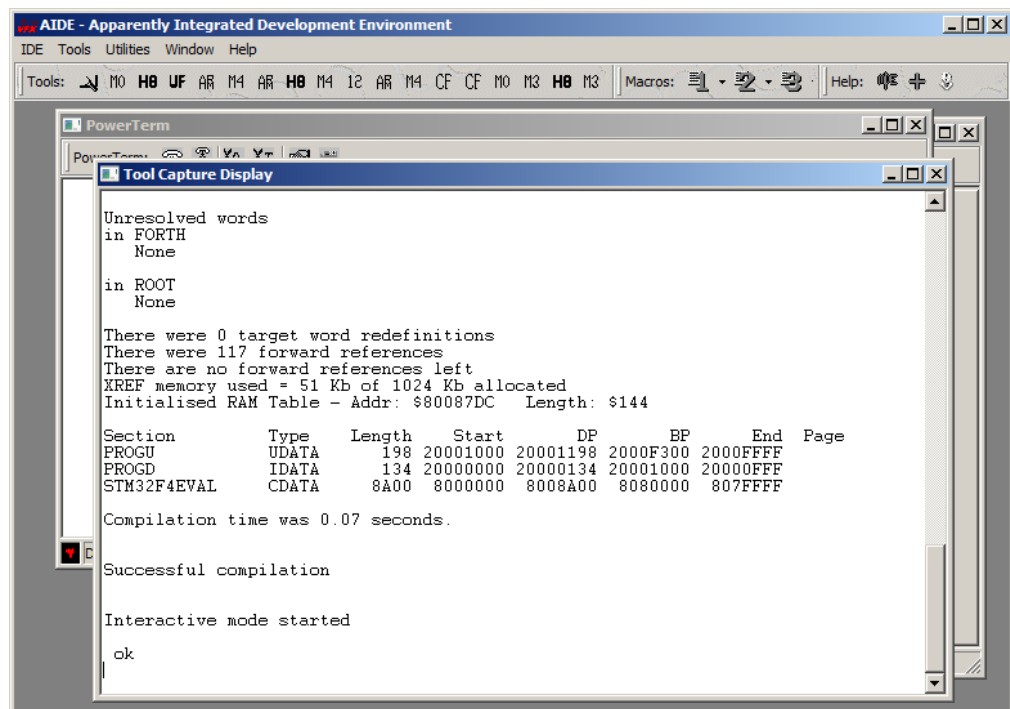 AIDE - Apparently Integrated Development Environment
IDE Tools Utilities Window Help
Tools: M0 H8 UF AR M4 AR H8 M4 12 AR M4 CF CF M0 M3 H8 M3 Macros: 1 2 3 Help:
PowerTerm
PowerTerm:
Tool Capture Display
Unresolved words
in FORTH
None
in ROOT
None
There were 0 target word redefinitions
There were 117 forward references
There are no forward references left
XREF memory used = 51 Kb of 1024 Kb allocated
Initialised RAM Table - Addr: $80087DC Length: $144
Section Type Length Start DP BP End Page
PROGU UDATA 198 20001000 20001198 2000F300 2000FFFF
PROGD IDATA 134 20000000 20000134 20001000 20000FFF
STM32F4EVAL CDATA 8A00 8000000 8008A00 8080000 807FFFF
Compilation time was 0.07 seconds.
Successful compilation
Interactive mode started
ok